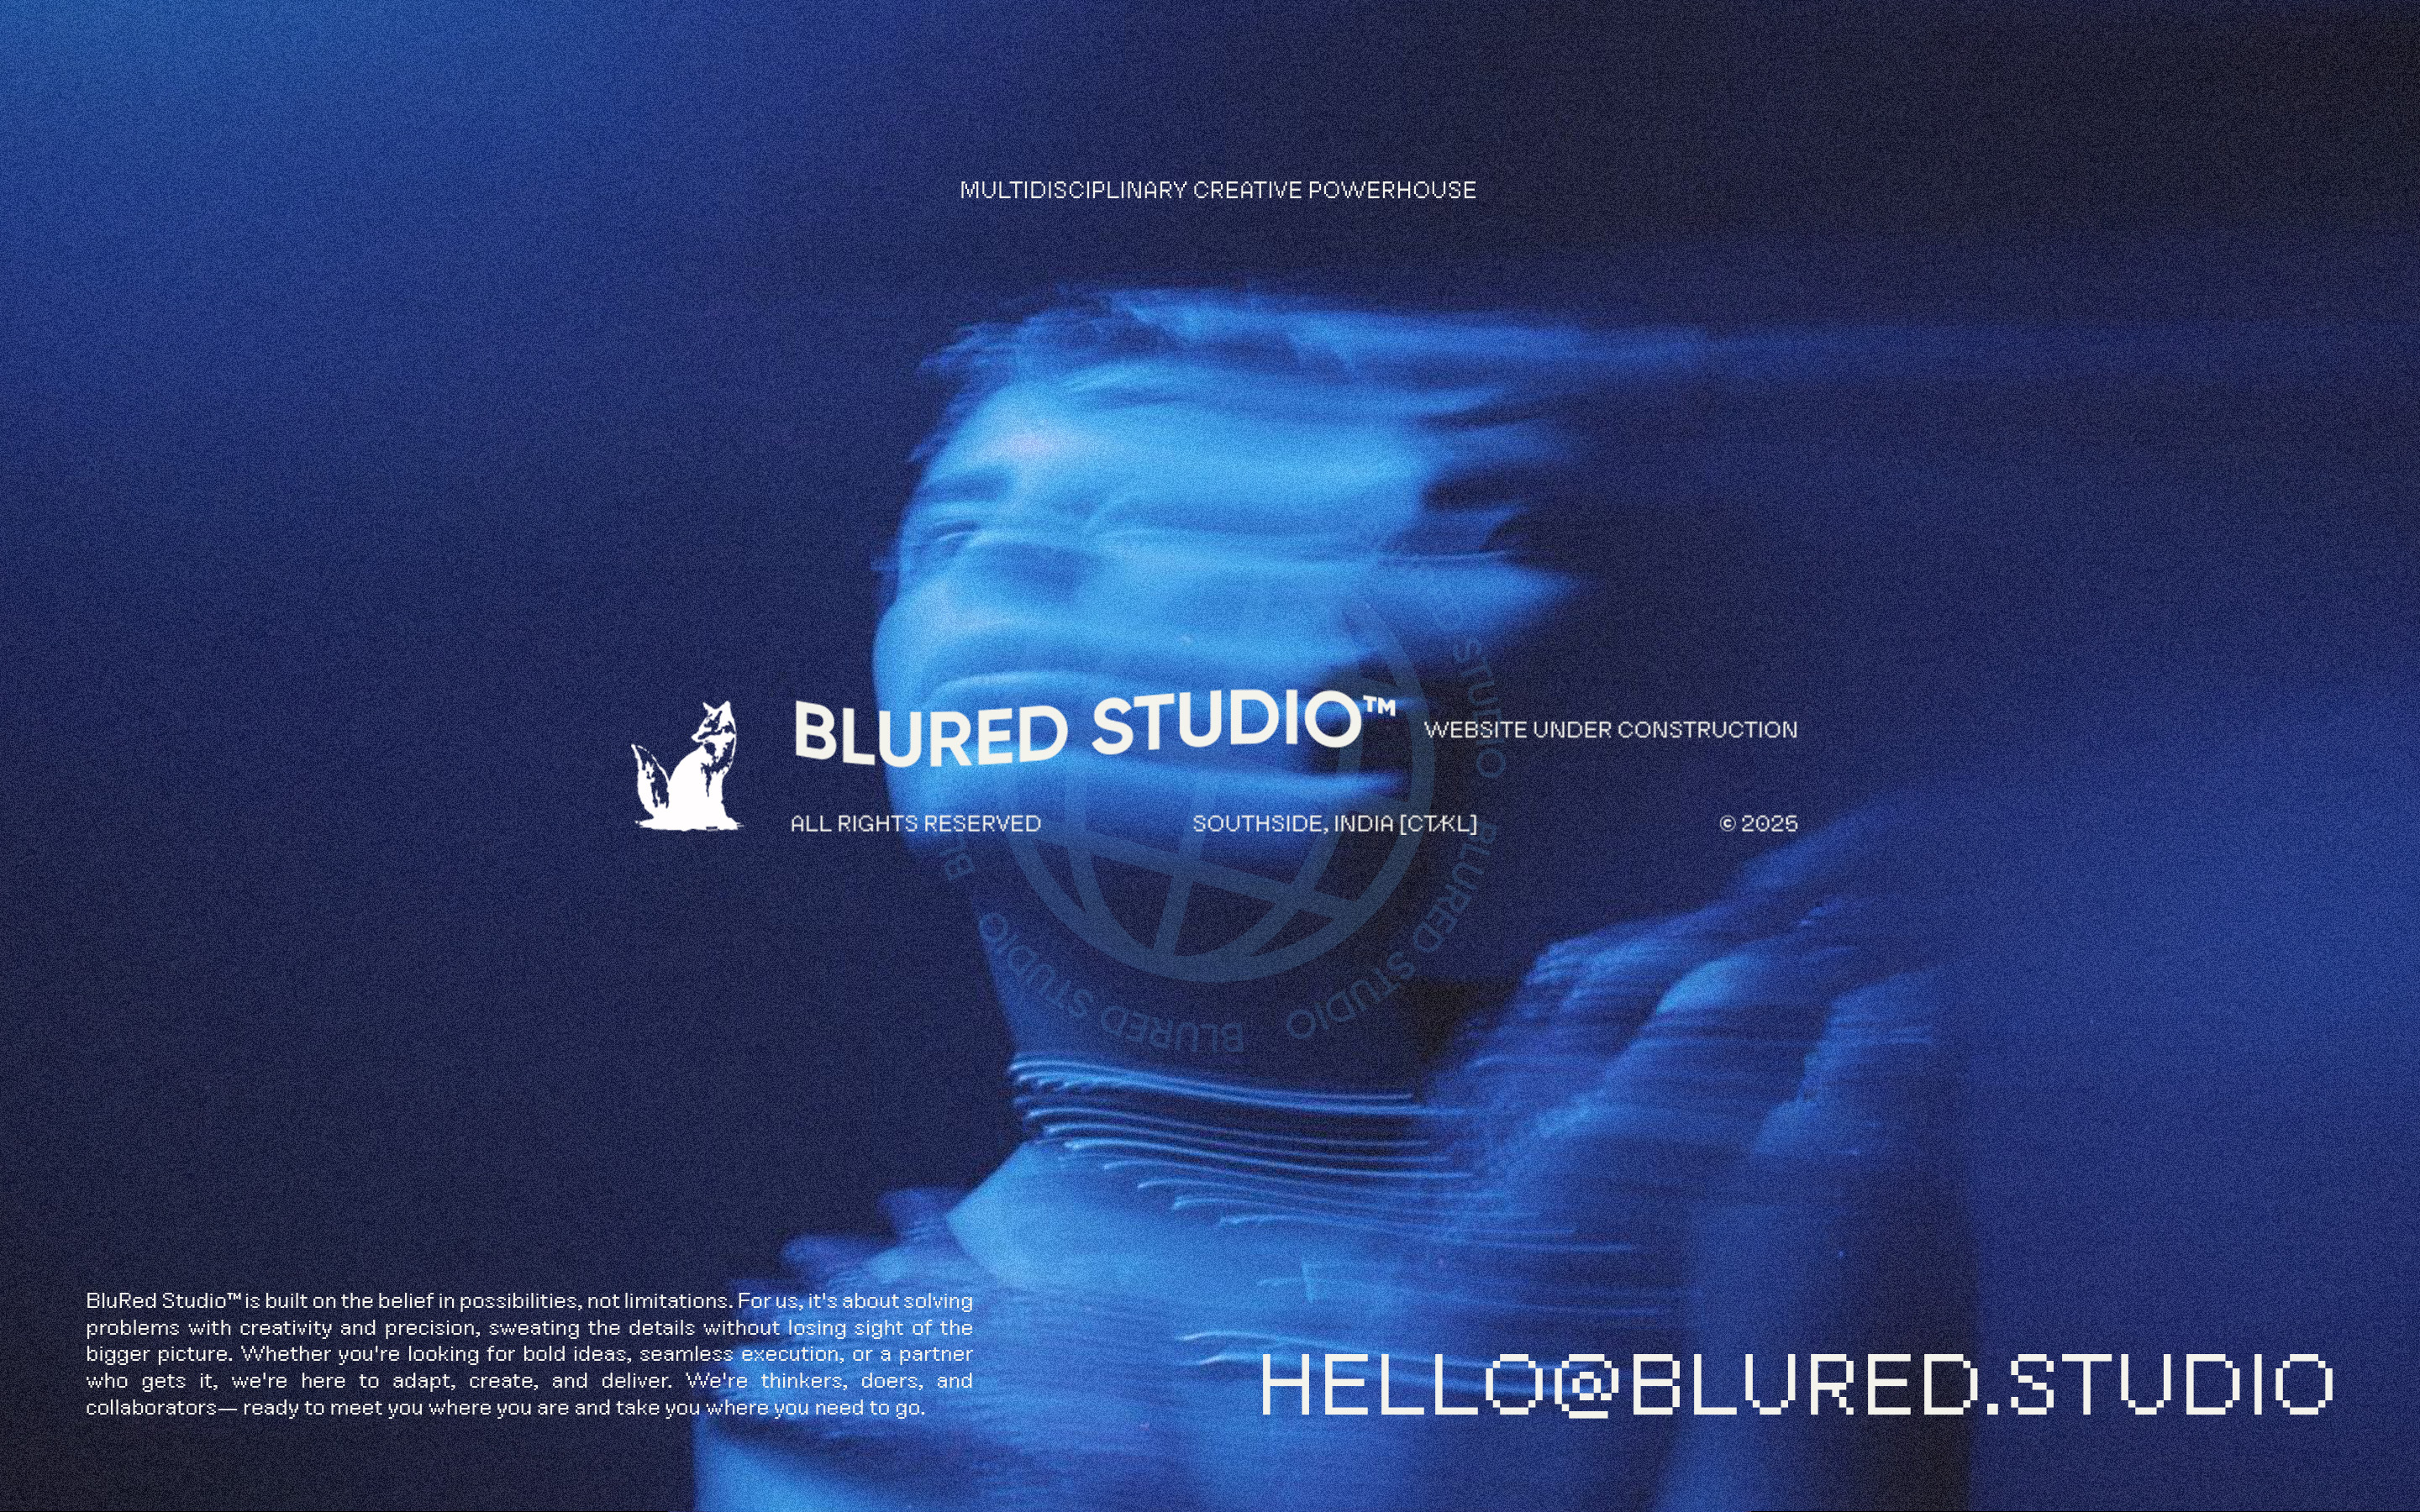 MULTIDISCIPLINARY CREATIVE POWERHOUSE
BLURED STUDIO™
WEBSITE UNDER CONSTRUCTION
ALL RIGHTS RESERVED
SOUTHSIDE, INDIA [CT/KL]
© 2025
STUDIO BLURED STUDIO BLURED STUDIO BL
BluRed Studio™ is built on the belief in possibilities, not limitations. For us, it's about solving
problems with creativity and precision, sweating the details without losing sight of the
bigger picture. Whether you're looking for bold ideas, seamless execution, or a partner
who gets it, we're here to adapt, create, and deliver. We're thinkers, doers, and
collaborators— ready to meet you where you are and take you where you need to go.
HELLO@BLURED.STUDIO